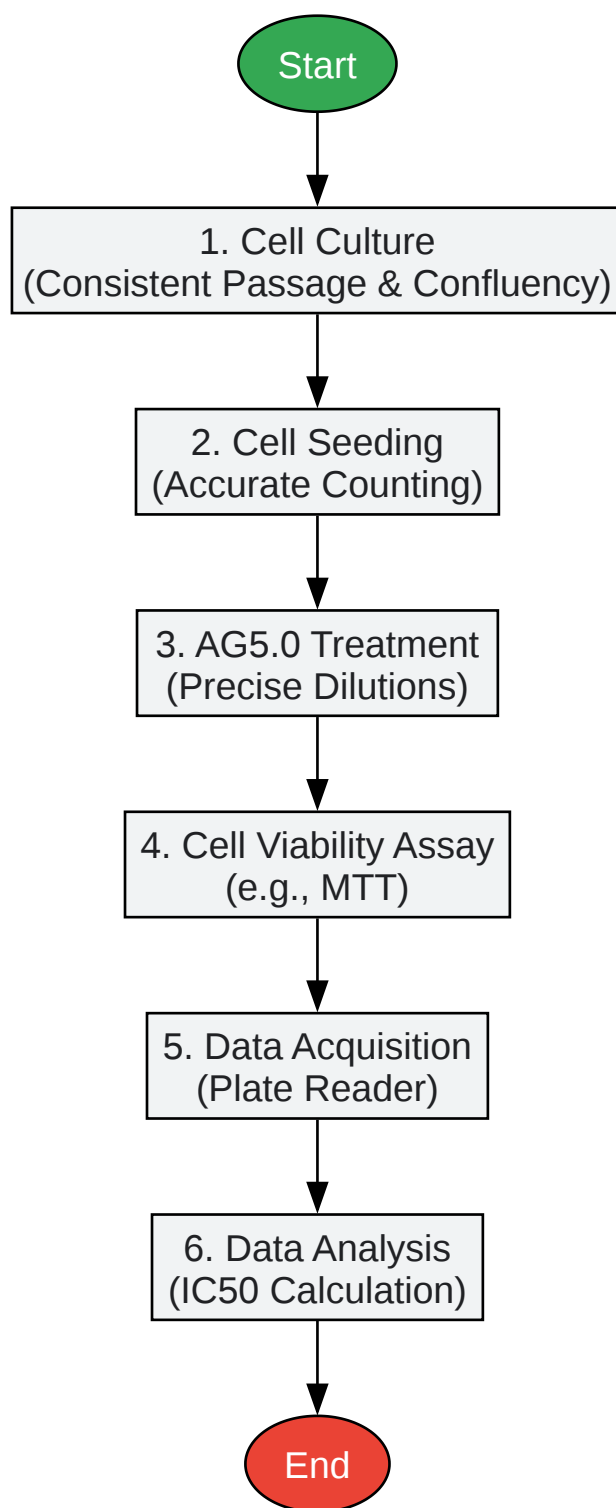 Start
1. Cell Culture
(Consistent Passage & Confluency)
2. Cell Seeding
(Accurate Counting)
3. AG5.0 Treatment
(Precise Dilutions)
4. Cell Viability Assay
(e.g., MTT)
5. Data Acquisition
(Plate Reader)
6. Data Analysis
(IC50 Calculation)
End